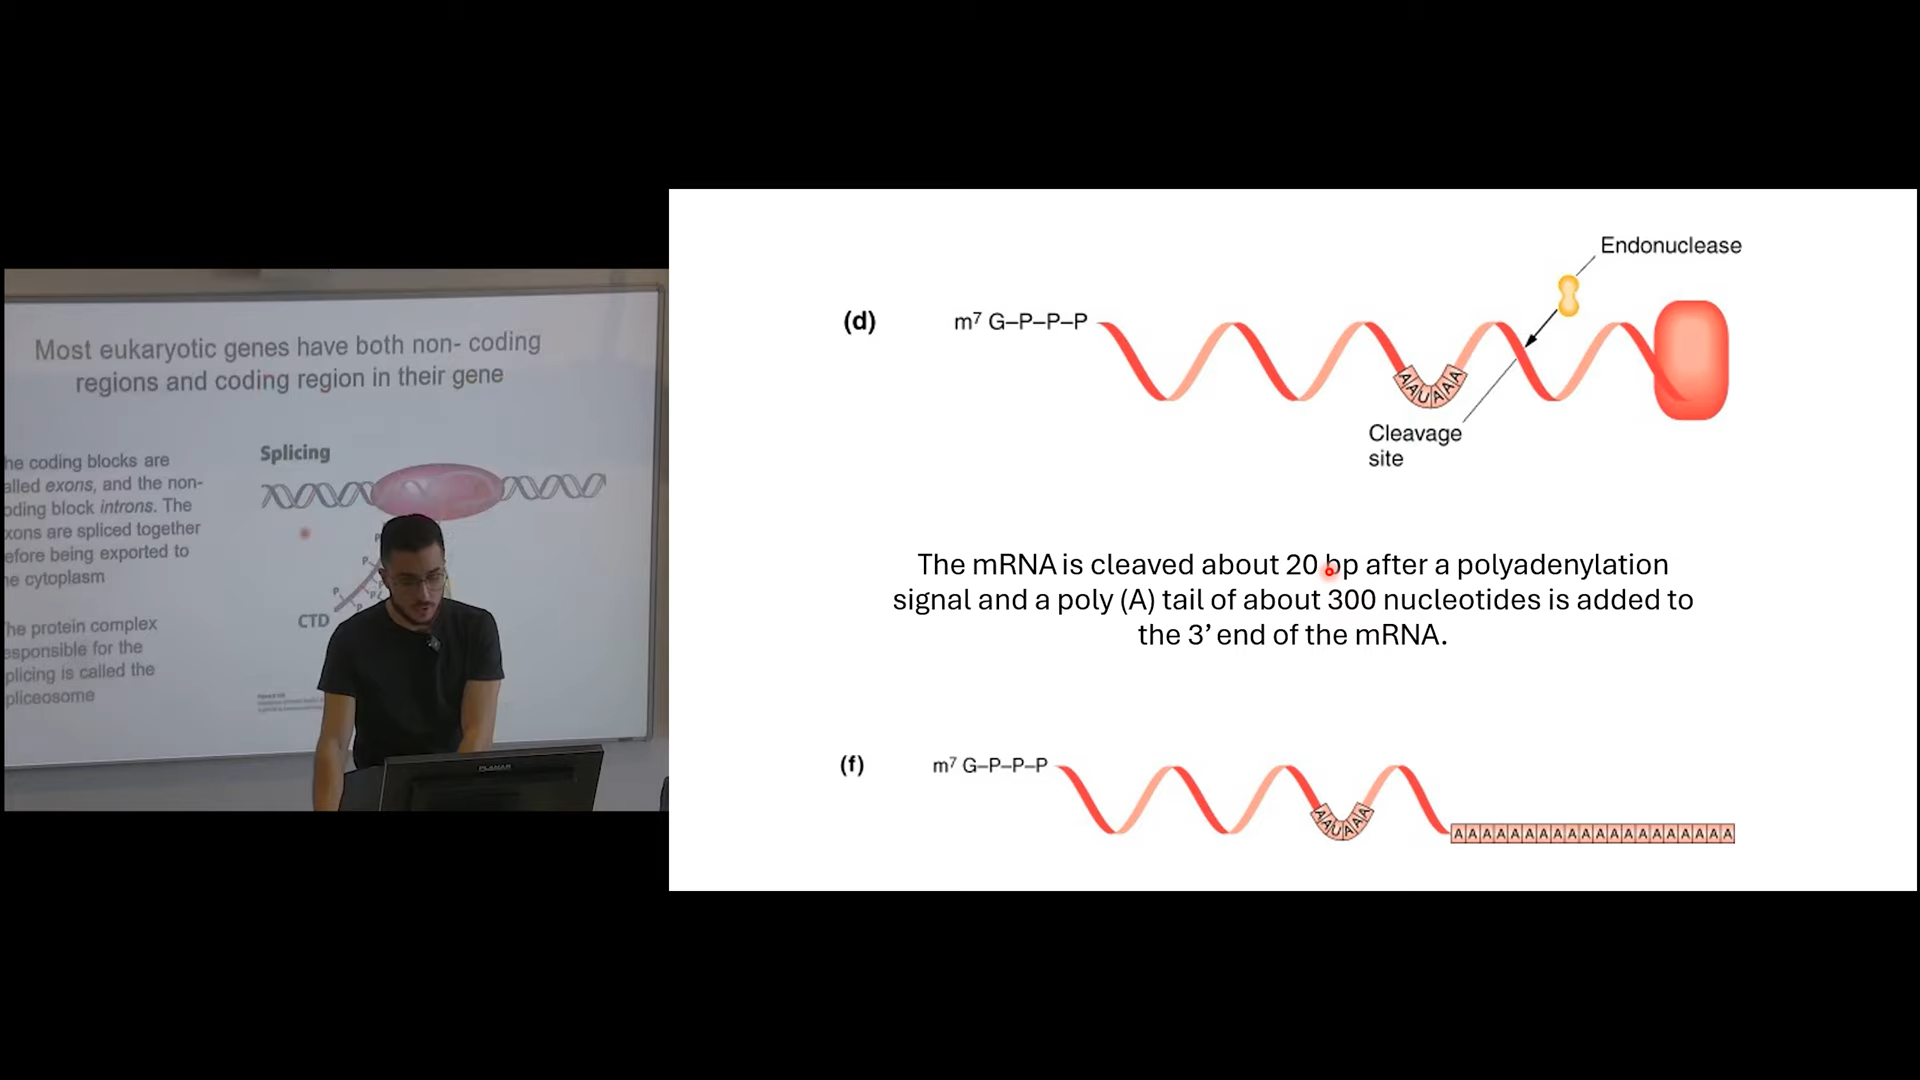 Most eukaryotic genes have both non- coding
regions and coding region in their gene
he coding blocks are
alled exons, and the non-
oding block introns. The
xons are spliced together
efore being exported to
e cytoplasm
he protein complex
esponsible for the
plicing is called the
pliceosome
Splicing
P
P
P
P
P
CTD
PLANAR
Endonuclease
(d)
m⁷ G–P–P–P
AAUAAA
Cleavage
site
The mRNA is cleaved about 20 bp after a polyadenylation
signal and a poly (A) tail of about 300 nucleotides is added to
the 3’ end of the mRNA.
(f)
m⁷ G–P–P–P
AAUAAA
AAAAAAAAAAAAAAAAAAAA